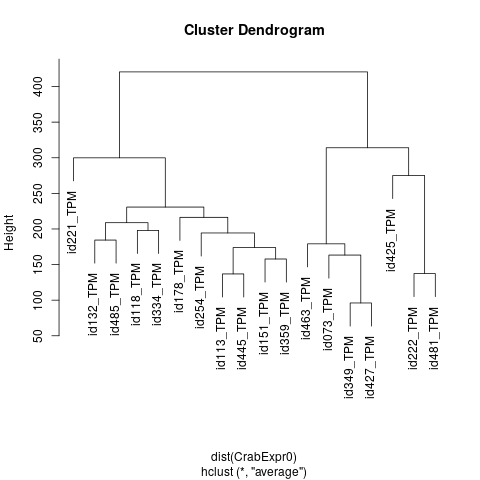 Cluster Dendrogram
Height
400
350
300
250
200
150
100
50
id221_TPM
id132_TPM
id485_TPM
id118_TPM
id334_TPM
id178_TPM
id254_TPM
id113_TPM
id445_TPM
id151_TPM
id359_TPM
id463_TPM
id073_TPM
id349_TPM
id427_TPM
id425_TPM
id222_TPM
id481_TPM
dist(CrabExpr0)
hclust (*, "average")